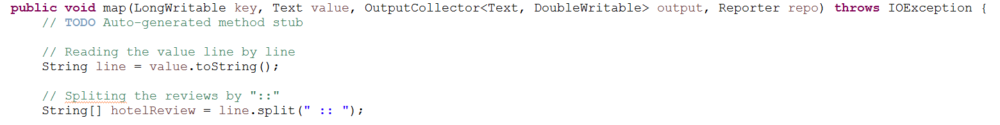 public void map(LongWritable key, Text value, OutputCollector<Text, DoubleWritable> output, Reporter repo) throws IOException {
// TODO Auto-generated method stub
// Reading the value line by line
String line = value.toString();
// Spliting the reviews by "::"
String[] hotelReview = line.split(" :: ");